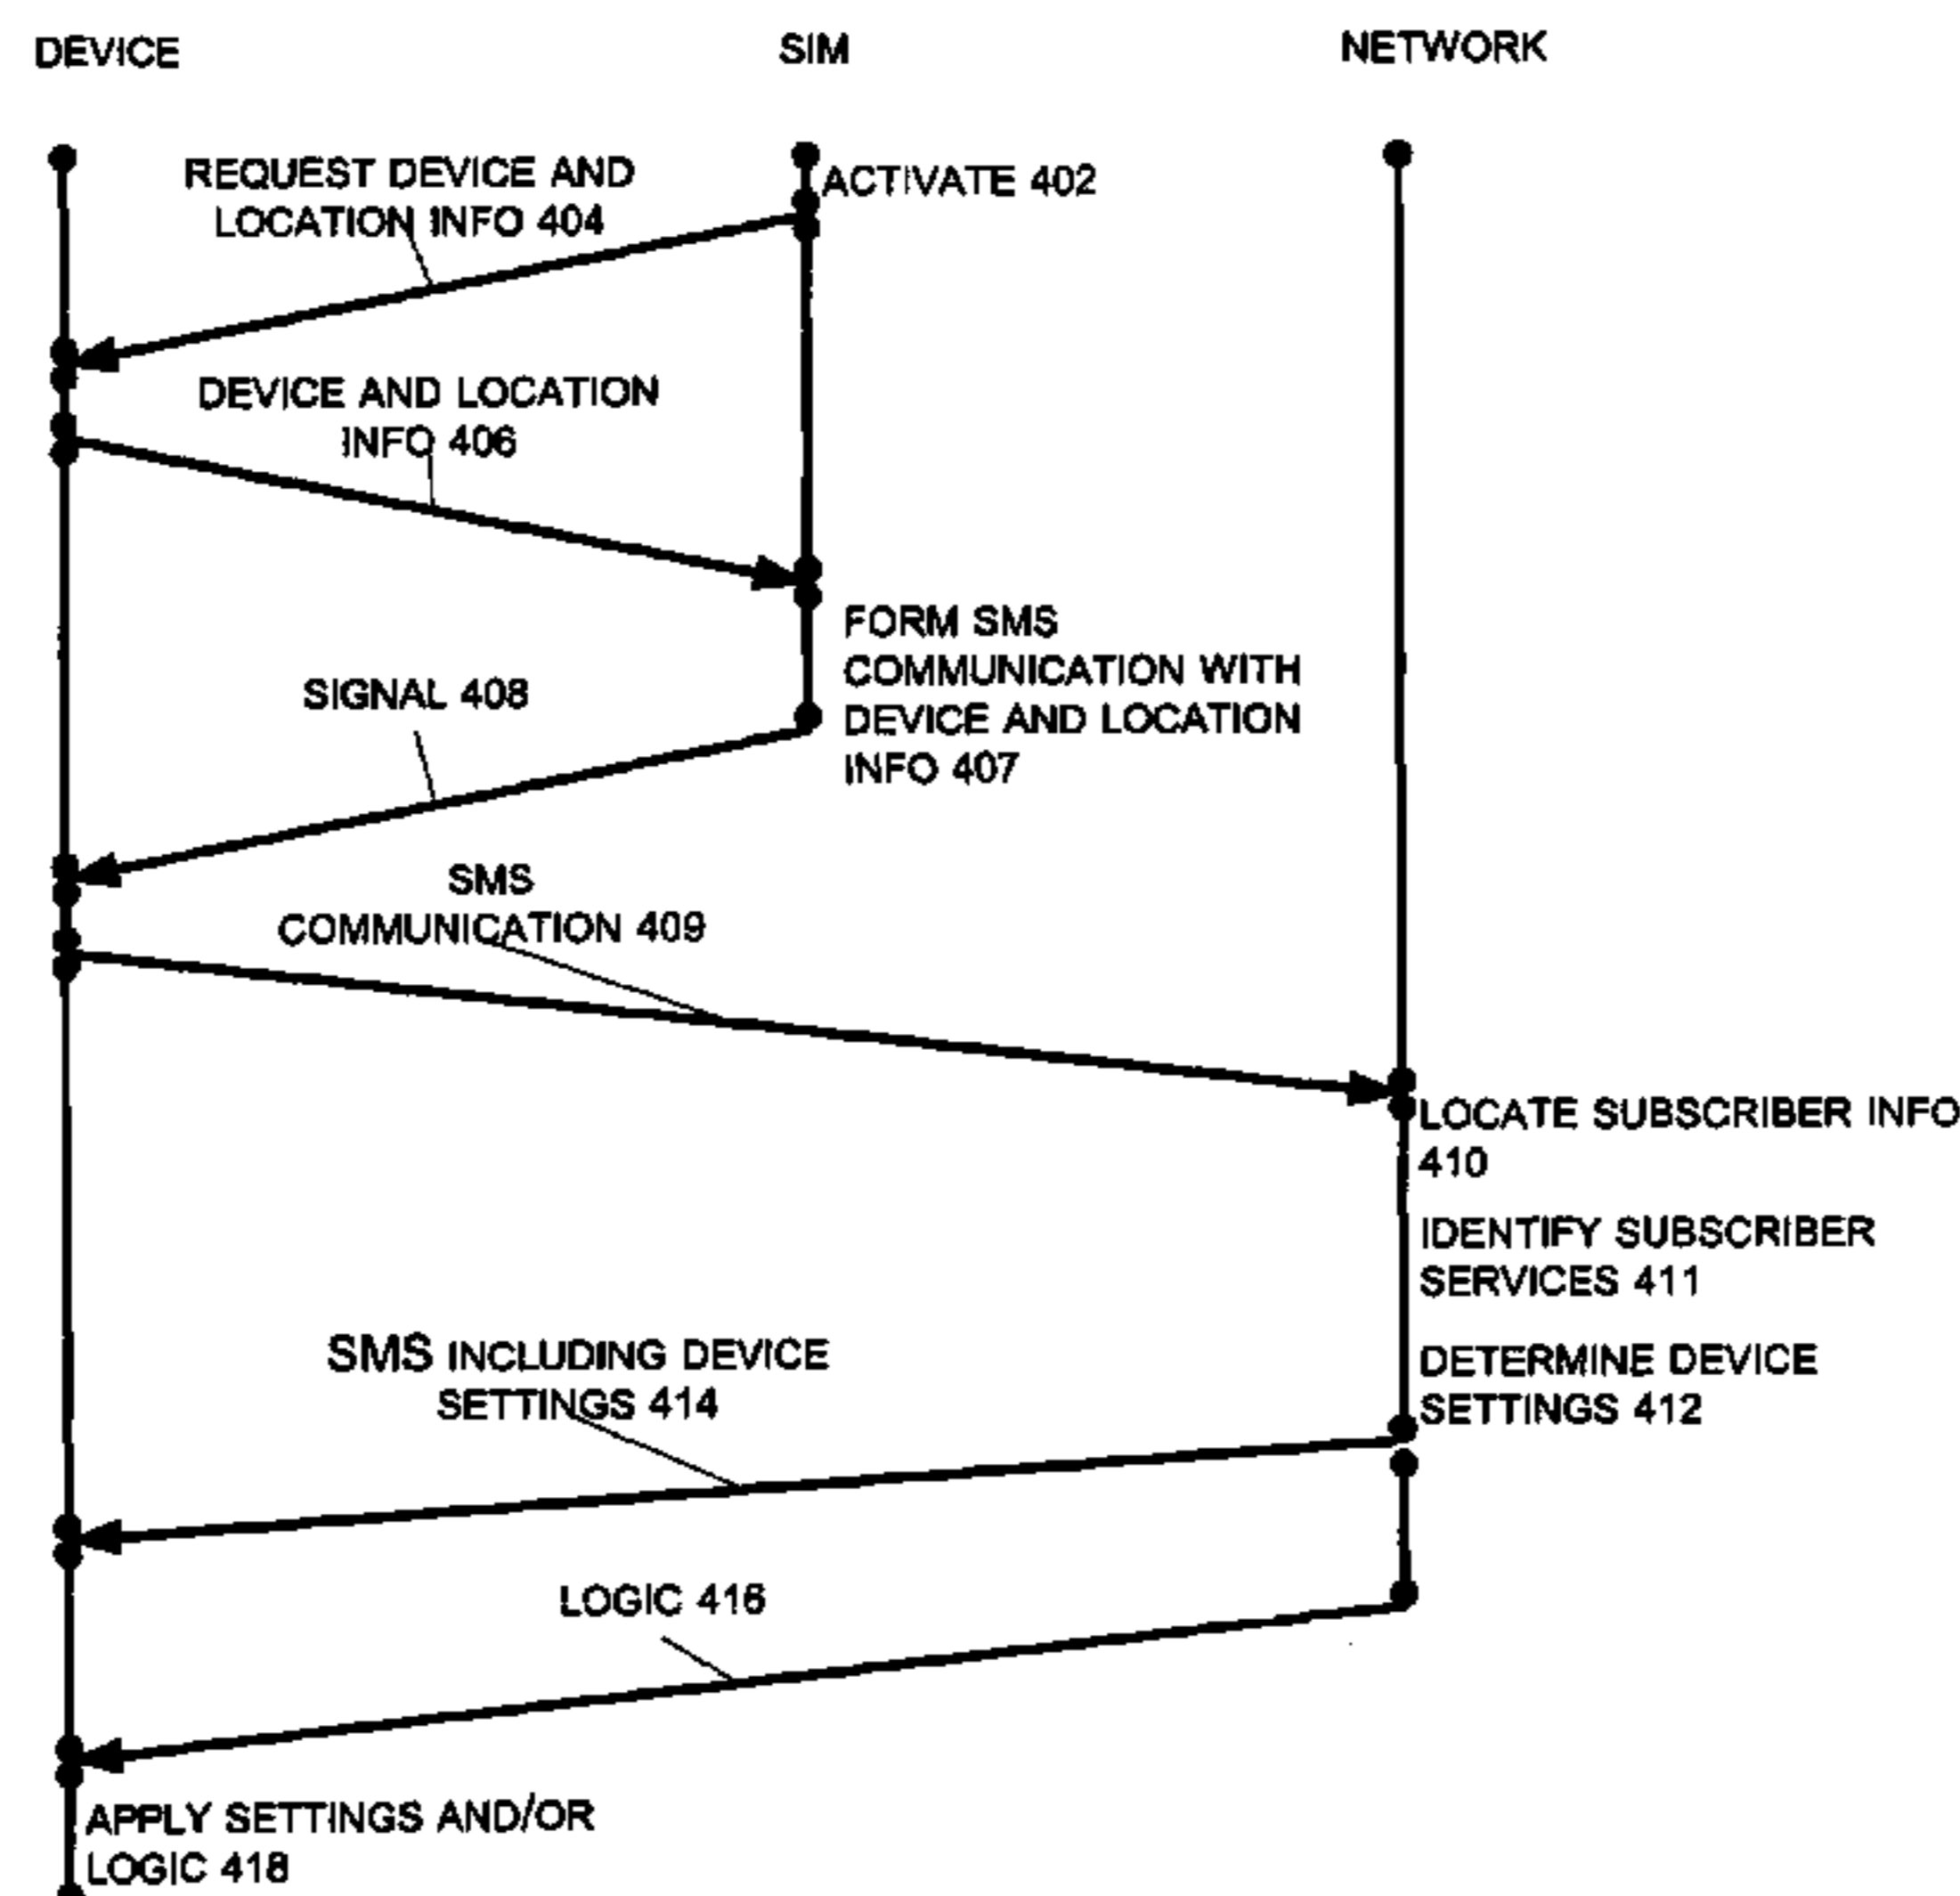 DEVICE
SIM
NETWORK
REQUEST DEVICE AND
LOCATION INFO 404
ACTIVATE 402
DEVICE AND LOCATION
INFO 406
FORM SMS
COMMUNICATION WITH
DEVICE AND LOCATION
INFO 407
SIGNAL 408
SMS
COMMUNICATION 409
LOCATE SUBSCRIBER INFO
410
IDENTIFY SUBSCRIBER
SERVICES 411
SMS INCLUDING DEVICE
SETTINGS 414
DETERMINE DEVICE
SETTINGS 412
LOGIC 416
APPLY SETTINGS AND/OR
LOGIC 418